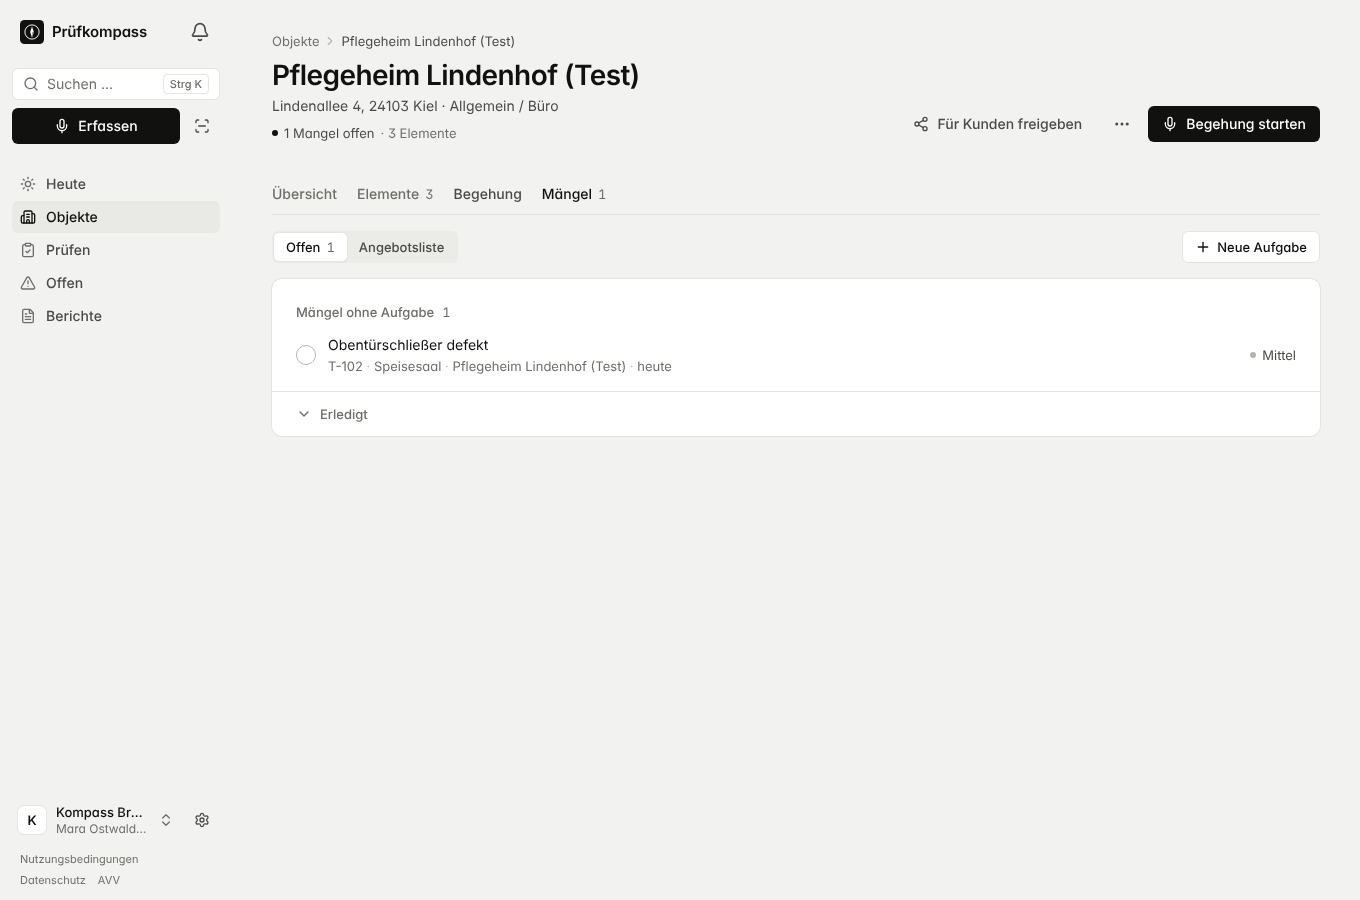 Prüfkompass
Suchen ...
Strg K
Erfassen
Heute
Objekte
Prüfen
Offen
Berichte
Kompass Br...
Mara Ostwald...
Nutzungsbedingungen
Datenschutz AVV
Objekte Pflegeheim Lindenhof (Test)
Pflegeheim Lindenhof (Test)
Lindenallee 4, 24103 Kiel · Allgemein / Büro
1 Mangel offen · 3 Elemente
Für Kunden freigeben
Begehung starten
Übersicht Elemente 3 Begehung Mängel 1
Offen 1 Angebotsliste
Neue Aufgabe
Mängel ohne Aufgabe 1
Obentürschließer defekt
T-102 · Speisesaal · Pflegeheim Lindenhof (Test) · heute
Mittel
Erledigt